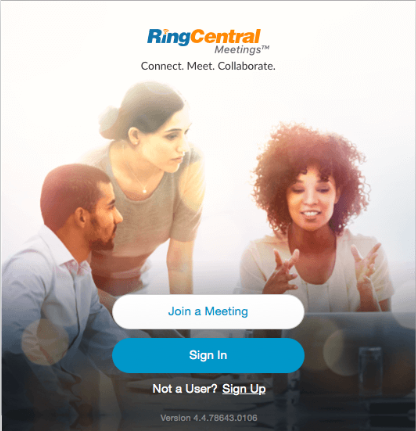 RingCentral
Meetings™
Connect. Meet. Collaborate.
Join a Meeting
Sign In
Not a User? Sign Up
Version 4.4.78643.0106